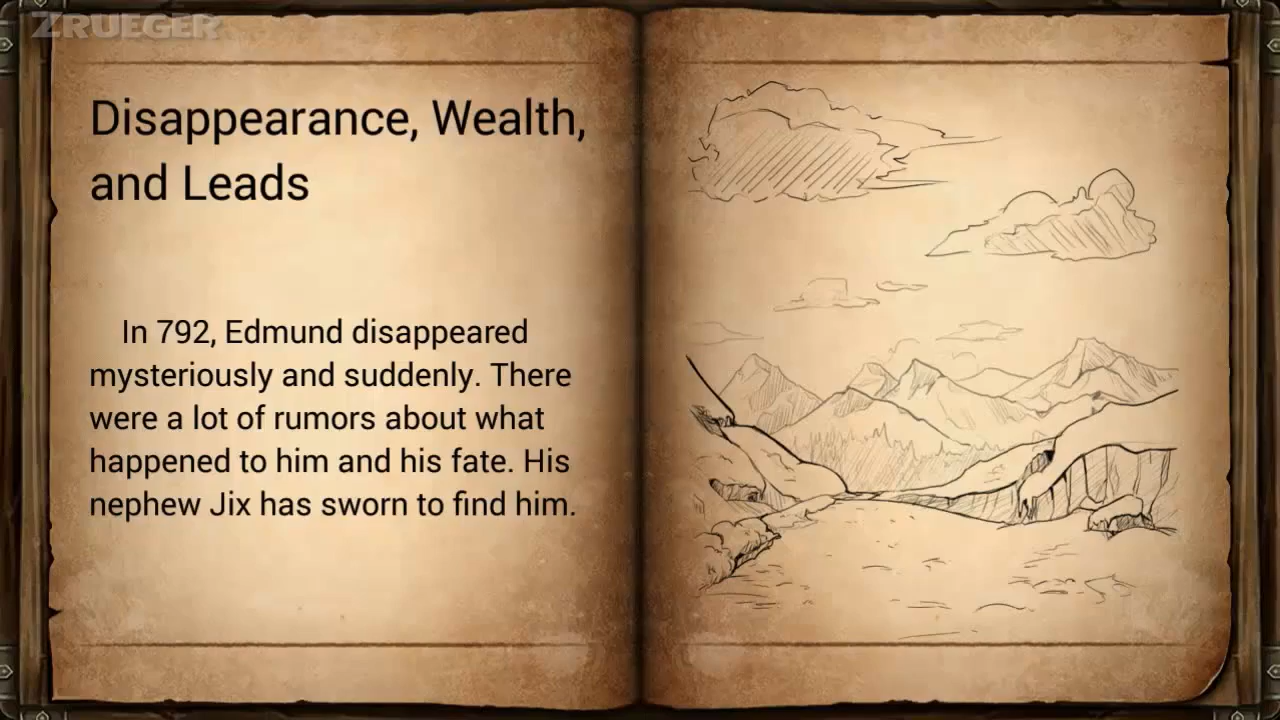 ZRUEGER
Disappearance, Wealth,
and Leads
In 792, Edmund disappeared
mysteriously and suddenly. There
were a lot of rumors about what
happened to him and his fate. His
nephew Jix has sworn to find him.